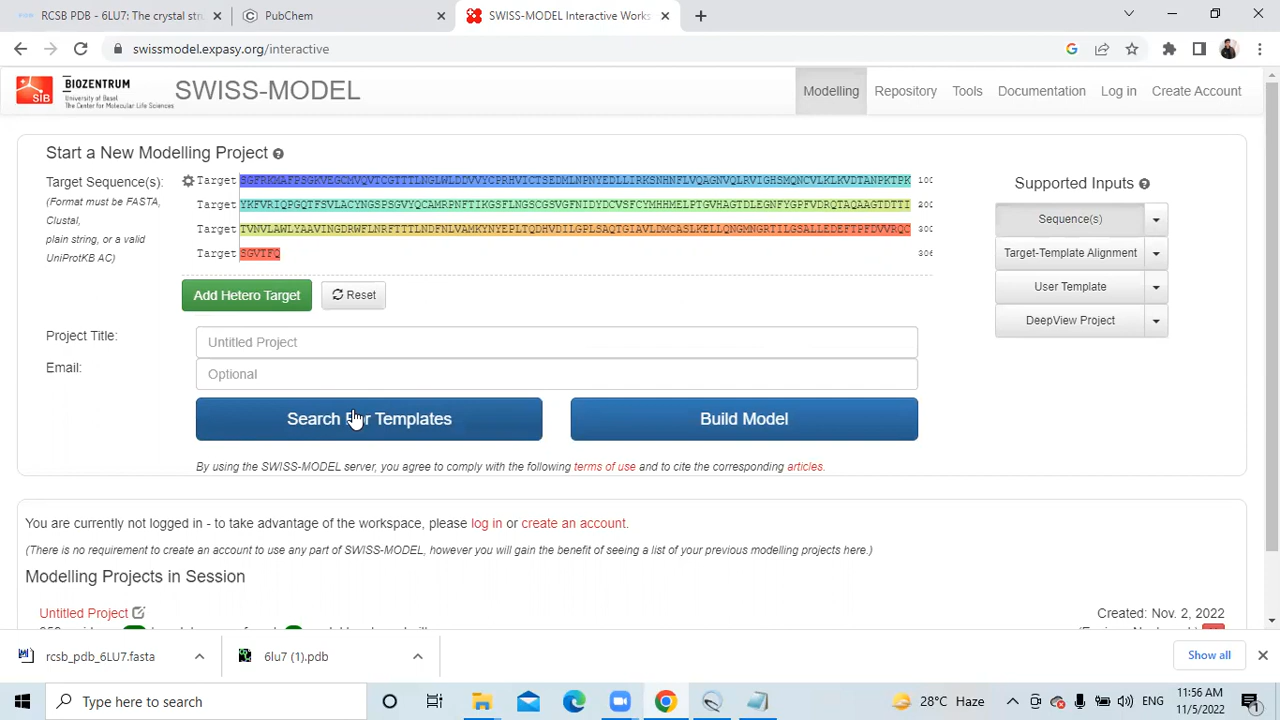 RCSB PDB - 6LU7: The crystal str
PubChem
SWISS-MODEL Interactive Works
swissmodel.expasy.org/interactive
SIB
BIOZENTRUM
University of Basel
The Center for Molecular Life Sciences
SWISS-MODEL
Modelling
Repository
Tools
Documentation
Log in
Create Account
Start a New Modelling Project
Target Sequence(s):
(Format must be FASTA,
Clustal,
plain string, or a valid
UniProtKB AC)
Target SGFRKMAFPSGKVEGCMVQVTCGTTTLNGLWLDDVVYCPRHVICTSEDMLNPNYEDLLIRKSNHNFLVQAGNVQLRVIGHSMQNCVLKLKVDTANPKTPK 100
Target YKFVRIQPGQTFSVLACYNGSPSGVYQCAMRPNFTIKGSFLNGSCGSVGFNIDYDCVSFCYMHHMELPTGVHAGTDLEGNFYGPFVDRQTAQAAGTDTTI 200
Target TVNVLAWLYAAVINGDRWFLNRFTTTLNDFNLVAMKYNYEPLTQDHVDILGPLSAQTGIAVLDMCASLKELLQNGMNGRTILGSALLEDEFTPFDVVRQC 300
Target SGVTFQ 306
Add Hetero Target
Reset
Project Title:
Untitled Project
Email:
Optional
Search For Templates
Build Model
By using the SWISS-MODEL server, you agree to comply with the following terms of use and to cite the corresponding articles.
Supported Inputs
Sequence(s)
Target-Template Alignment
User Template
DeepView Project
You are currently not logged in - to take advantage of the workspace, please log in or create an account.
(There is no requirement to create an account to use any part of SWISS-MODEL, however you will gain the benefit of seeing a list of your previous modelling projects here.)
Modelling Projects in Session
Untitled Project
Created: Nov. 2, 2022
rcsb_pdb_6LU7.fasta
6lu7 (1).pdb
Show all
Type here to search
28°C Haze
ENG
11:56 AM
11/5/2022
1